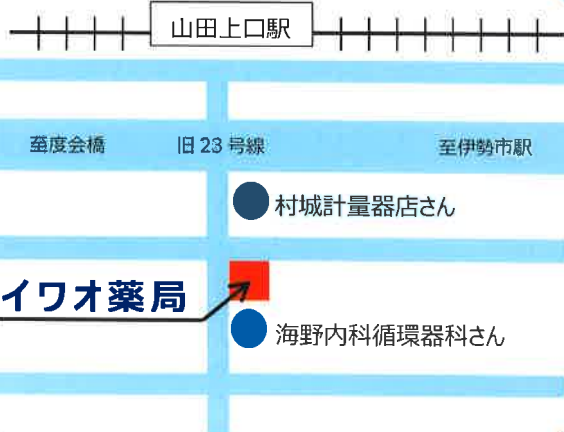 山田上口駅
至度会橋
旧23号線
至伊勢市駅
村城計量器店さん
イワオ薬局
海野内科循環器科さん